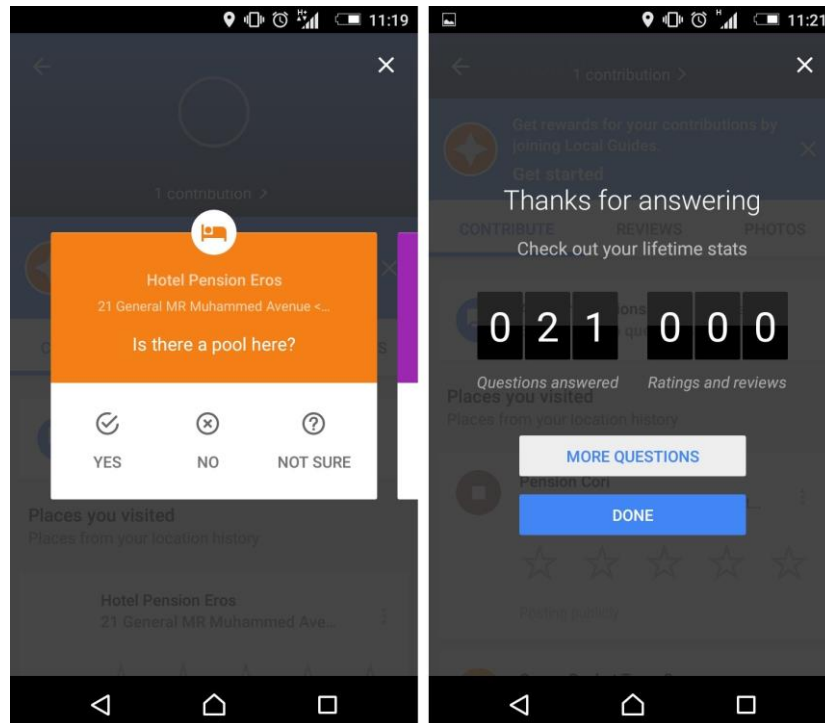 11:19
1 contribution >
Hotel Pension Eros
21 General MR Muhammed Avenue <...
Is there a pool here?
YES
NO
NOT SURE
Places you visited
Places from your location history
Hotel Pension Eros
21 General MR Muhammed Ave...
H 11:21
1 contribution >
Get rewards for your contributions by
joining Local Guides.
Get started
Thanks for answering
CONTRIBUTE REVIEWS PHOTOS
Check out your lifetime stats
021 000
Questions answered Ratings and reviews
Places you visited
Places from your location history
MORE QUESTIONS
Pension Cori
DONE